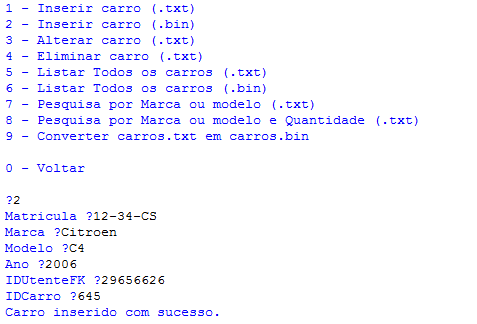 1 - Inserir carro (.txt)
2 - Inserir carro (.bin)
3 - Alterar carro (.txt)
4 - Eliminar carro (.txt)
5 - Listar Todos os carros (.txt)
6 - Listar Todos os carros (.bin)
7 - Pesquisa por Marca ou modelo (.txt)
8 - Pesquisa por Marca ou modelo e Quantidade (.txt)
9 - Converter carros.txt em carros.bin
0 - Voltar
?2
Matricula ?12-34-CS
Marca ?Citroen
Modelo ?C4
Ano ?2006
IDUtenteFK ?29656626
IDCarro ?645
Carro inserido com sucesso.